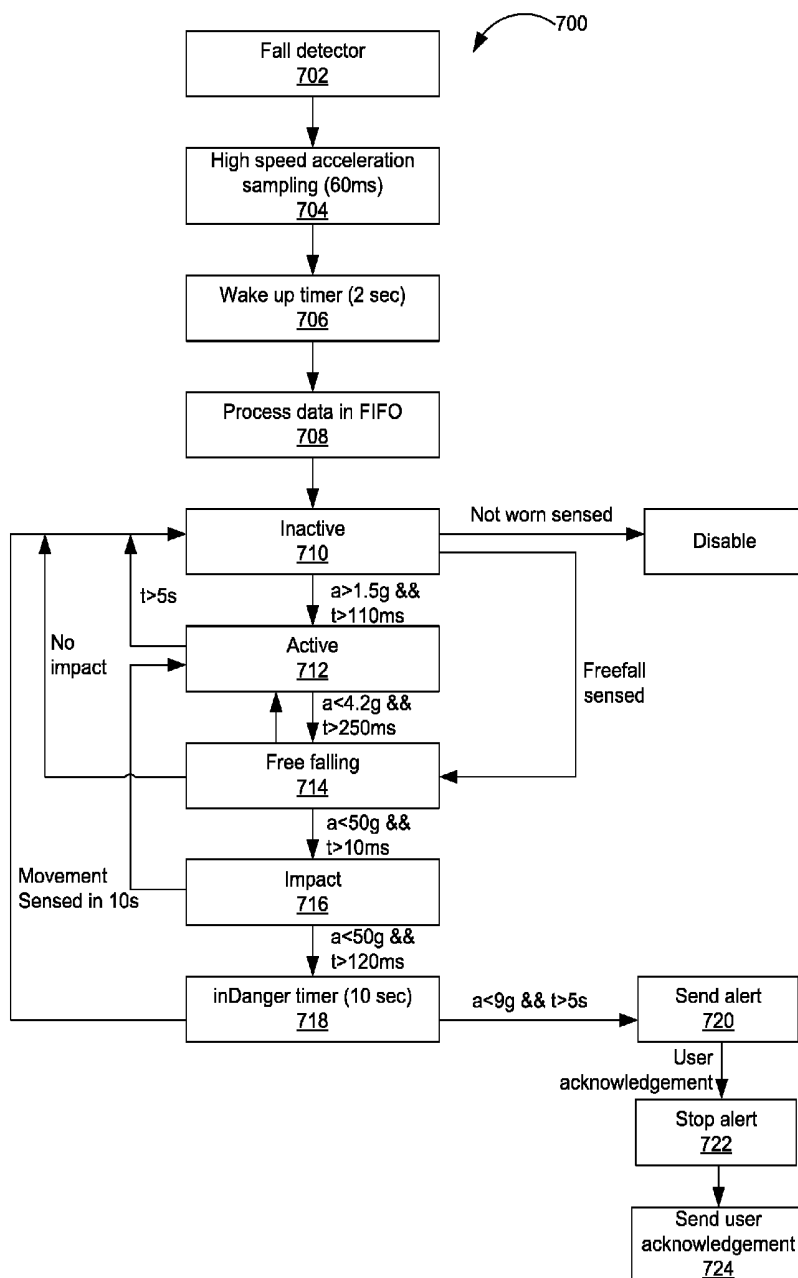 700
Fall detector
702
High speed acceleration
sampling (60ms)
704
Wake up timer (2 sec)
706
Process data in FIFO
708
Inactive
710
Not worn sensed
Disable
a>1.5g &&
t>110ms
t>5s
Active
712
No
impact
Freefall
sensed
a<4.2g &&
t>250ms
Free falling
714
a<50g &&
t>10ms
Impact
716
Movement
Sensed in 10s
a<50g &&
t>120ms
inDanger timer (10 sec)
718
a<9g && t>5s
Send alert
720
User
acknowledgement
Stop alert
722
Send user
acknowledgement
724